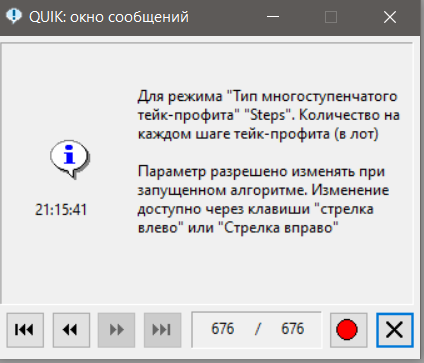 QUIK: окно сообщений
Для режима "Тип многоступенчатого
тейк-профита" "Steps". Количество на
каждом шаге тейк-профита (в лот)
Параметр разрешено изменять при
запущенном алгоритме. Изменение
доступно через клавиши "стрелка
влево" или "Стрелка вправо"
21:15:41
676 / 676